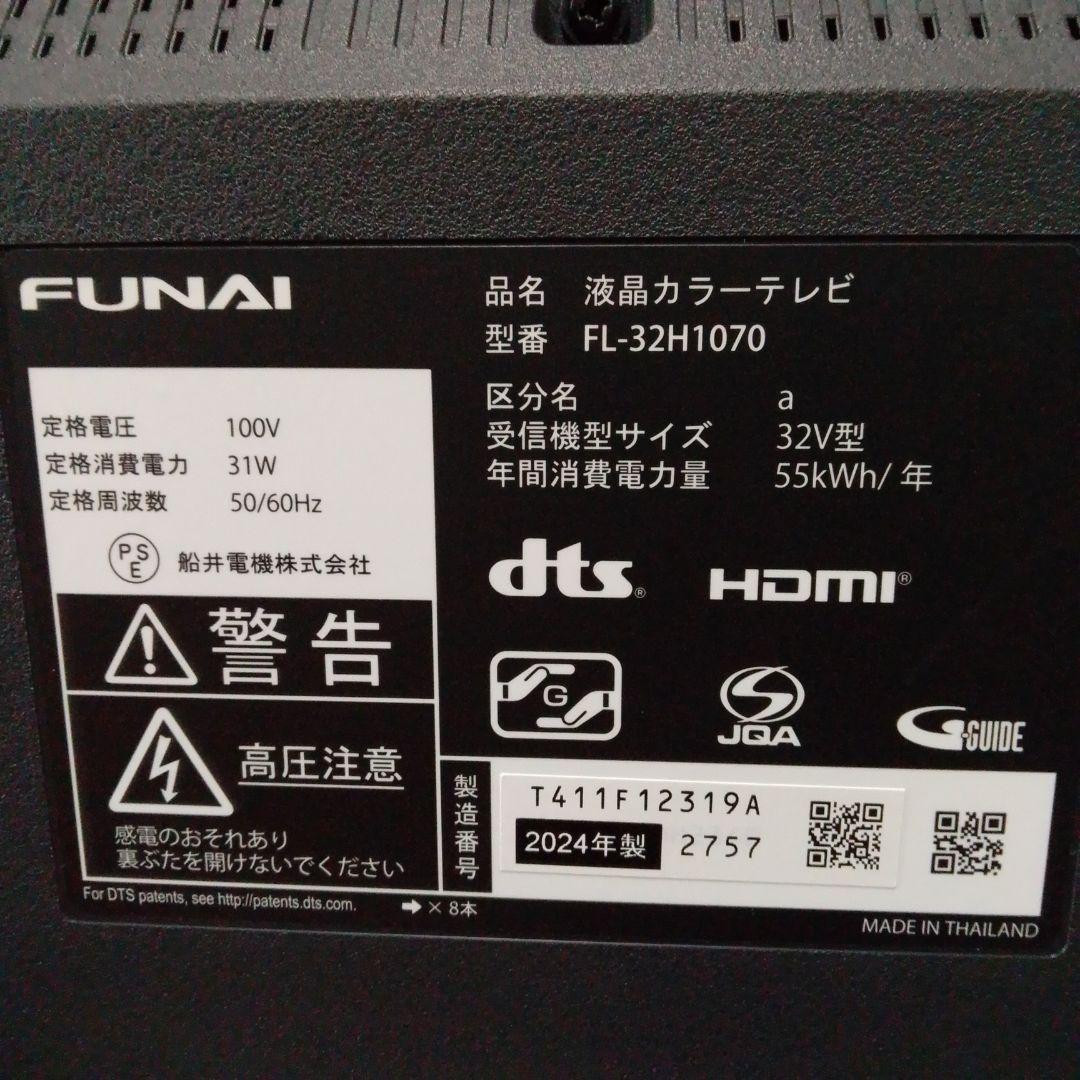 FUNAI
品名 液晶カラーテレビ
型番 FL-32H1070
区分名 a
受信機型サイズ 32V型
年間消費電力量 55kWh/年
定格電圧 100V
定格消費電力 31W
定格周波数 50/60Hz
PSE 船井電機株式会社
警告
高圧注意
感電のおそれあり
裏ぶたを開けないでください
dts®
HDMI®
G
JQA
G-GUIDE
製造番号
T411F12319A
2024年製 2757
For DTS patents, see http://patents.dts.com.
➡ × 8本
MADE IN THAILAND